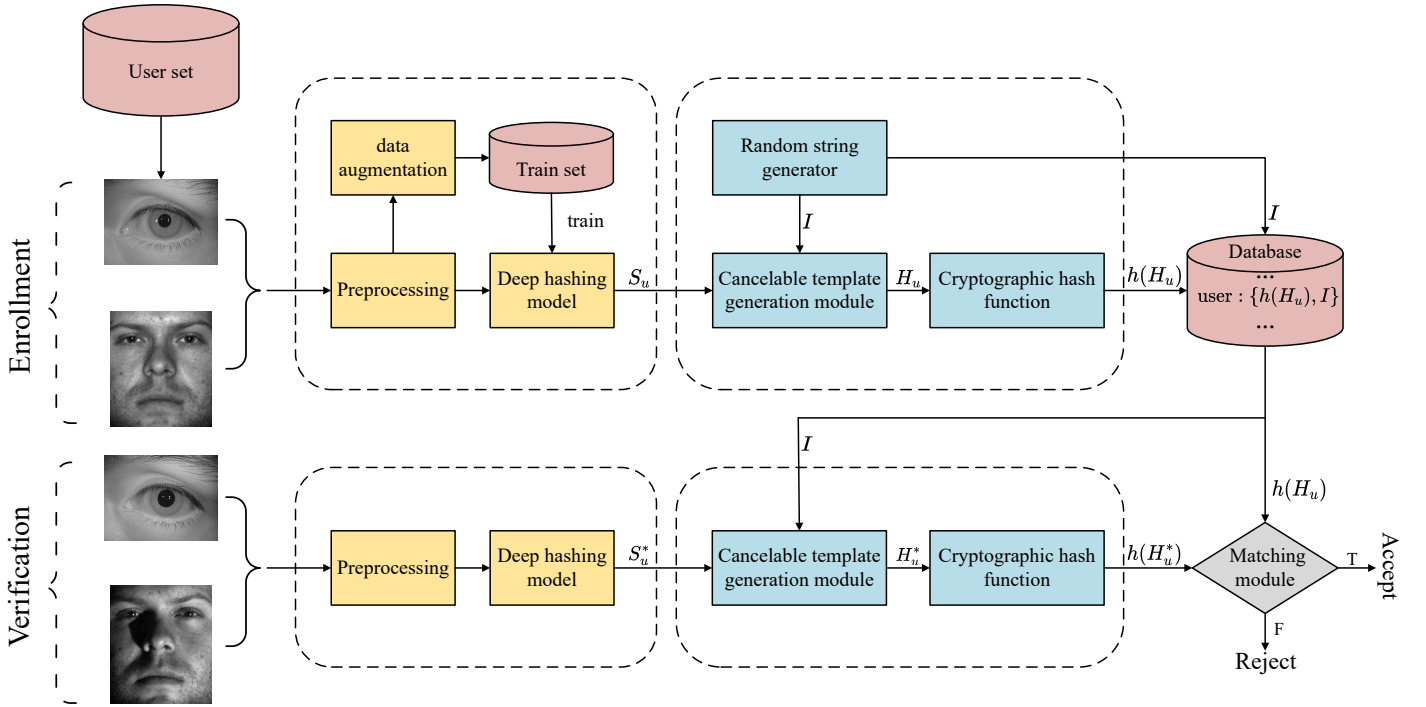 User set
Enrollment
data
augmentation
Train set
train
Preprocessing
Deep hashing
model
$S_u$
Random string
generator
$I$
$I$
Cancelable template
generation module
$H_u$
Cryptographic hash
function
$h(H_u)$
Database
...
user : {$h(H_u), I$}
...
Verification
Preprocessing
Deep hashing
model
$S_u^*$
$I$
Cancelable template
generation module
$H_u^*$
Cryptographic hash
function
$h(H_u^*)$
$h(H_u)$
Matching
module
T
Accept
F
Reject